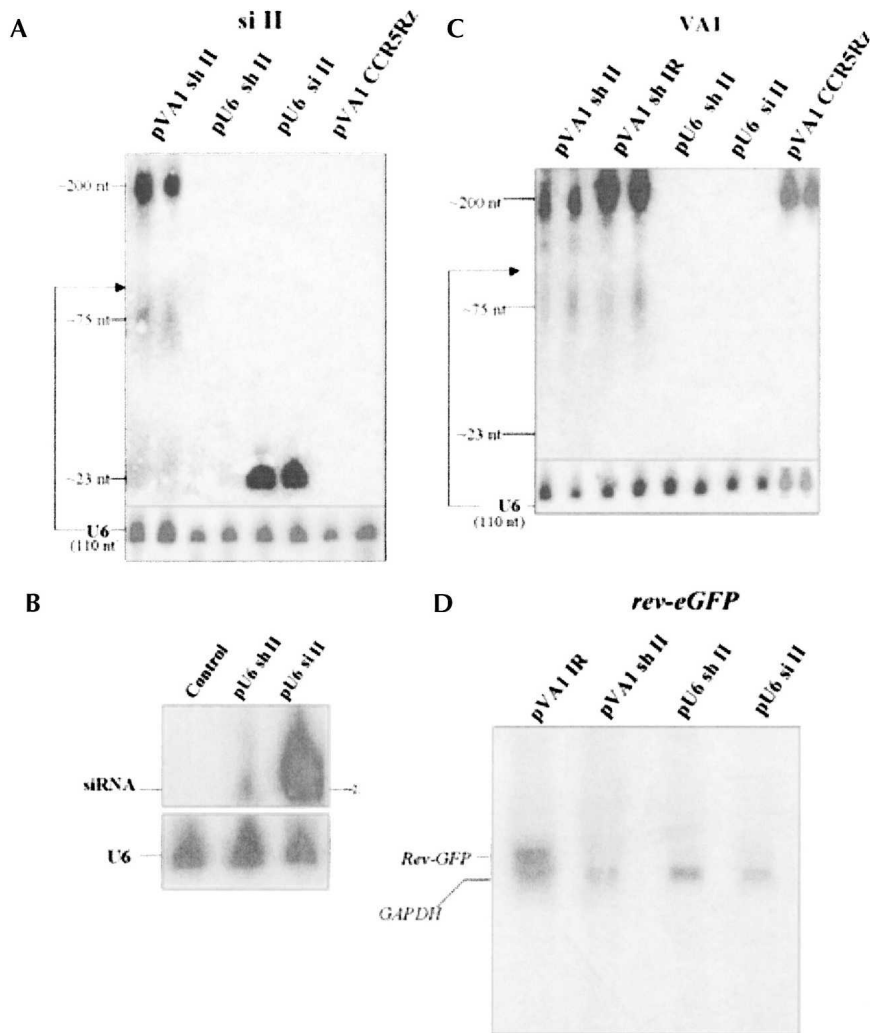 A
si II
pVA1 sh II
pU6 sh II
pU6 si II
pVA1 CCR5Rz
~200 nt
~75 nt
~23 nt
U6
(110 nt
C
VA1
pVA1 sh II
pVA1 sh IR
pU6 sh II
pU6 si II
pVA1 CCR5Rz
~200 nt
~75 nt
~23 nt
U6
(110 nt)
B
Control
pU6 sh II
pU6 si II
siRNA
U6
D
rev-eGFP
pVA1 IR
pVA1 sh II
pU6 sh II
pU6 si II
Rev-GFP
GAPDH